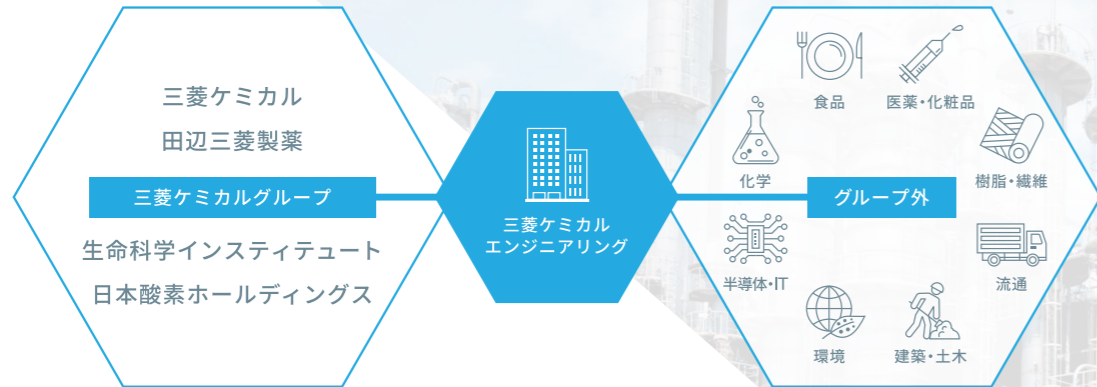 三菱ケミカル
田辺三菱製薬
三菱ケミカルグループ
生命科学インスティテュート
日本酸素ホールディングス
三菱ケミカル
エンジニアリング
食品
医薬・化粧品
化学
樹脂・繊維
グループ外
半導体・IT
流通
環境
建築・土木